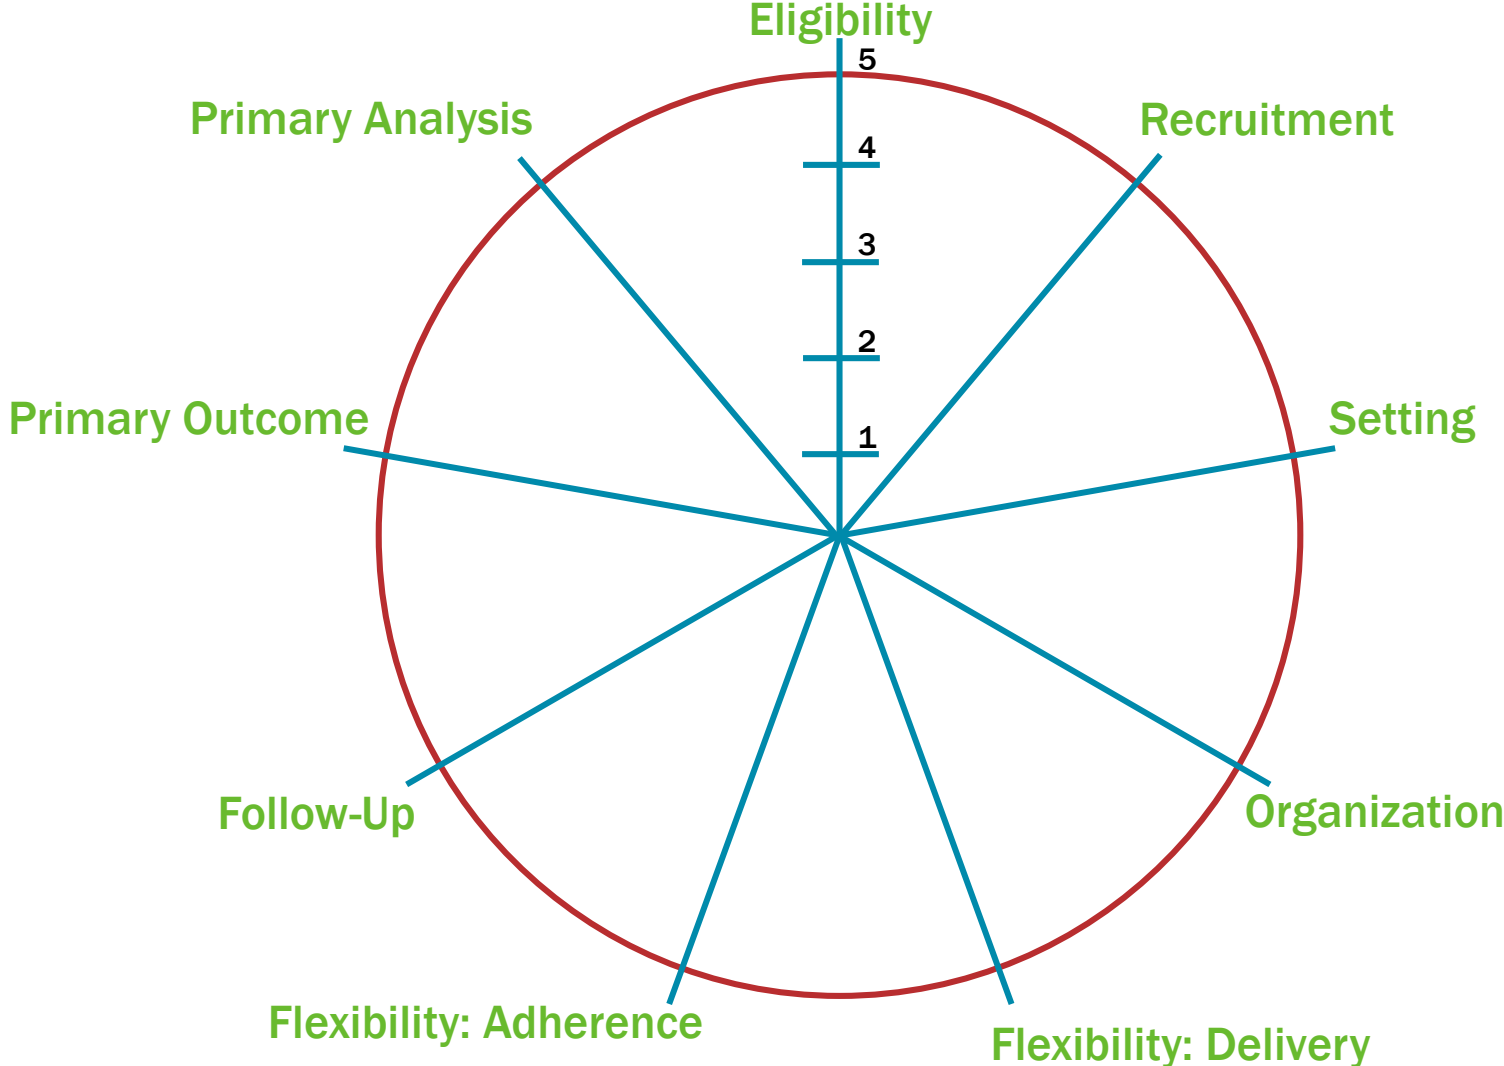 Eligibility
5
Primary Analysis
Recruitment
4
3
2
Primary Outcome
Setting
1
Follow-Up
Organization
Flexibility: Adherence
Flexibility: Delivery